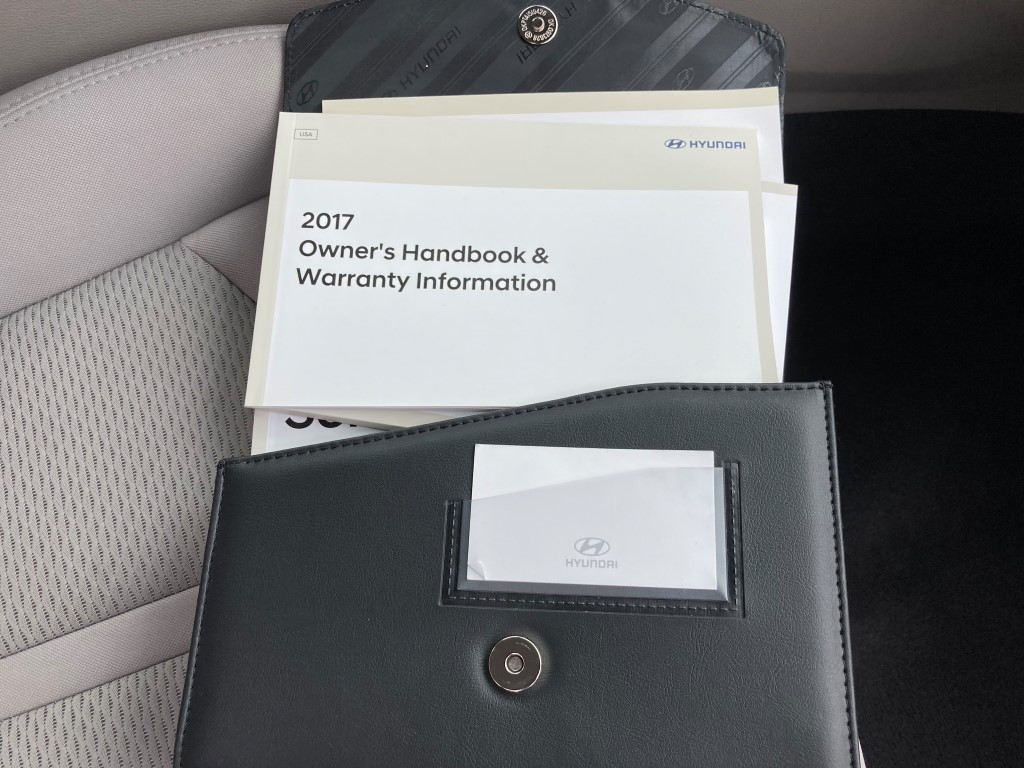 HYUNDAI
USA
HYUNDAI
2017
Owner's Handbook &
Warranty Information
HYUNDAI